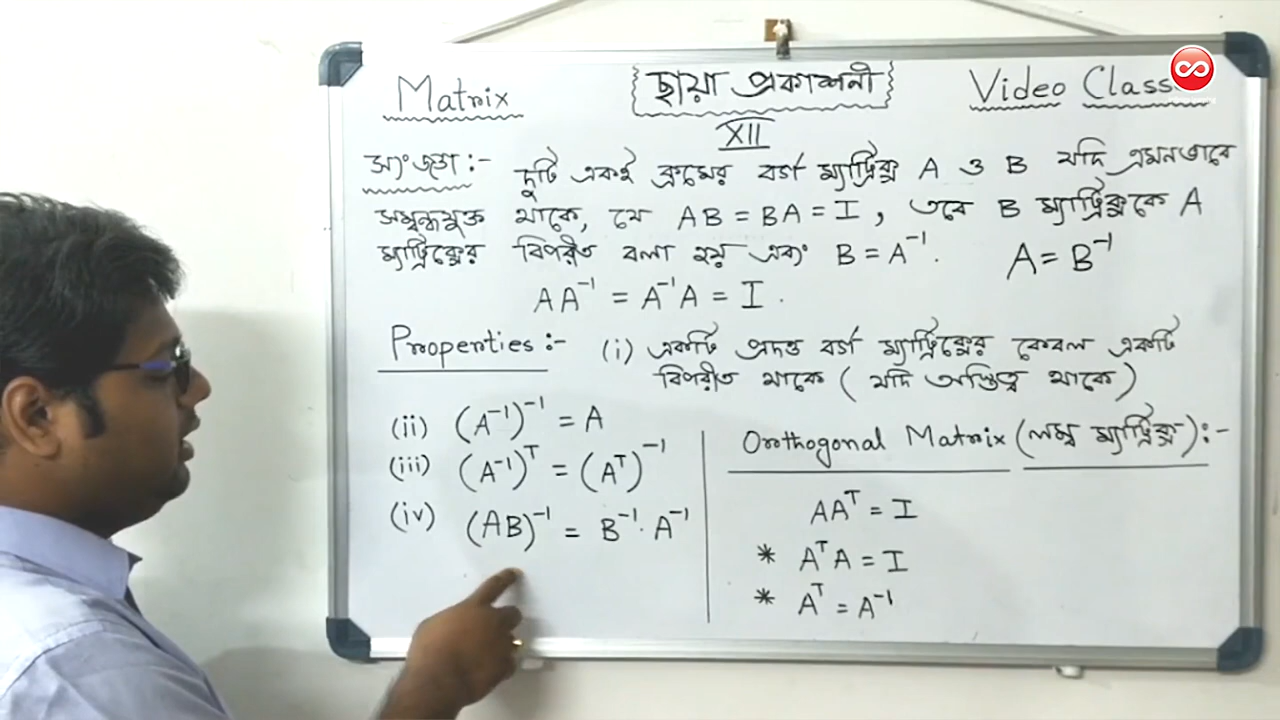 Matrix
ছায়া প্রকাশনী
Video Class
XII
সংজ্ঞা :- দুটি একই ক্রমের বর্গ ম্যাট্রিক্স A ও B যদি এমনভাবে
সম্বন্ধযুক্ত থাকে, যে AB = BA = I, তবে B ম্যাট্রিক্সকে A
ম্যাট্রিক্সের বিপরীত বলা হয় এবং B = A⁻¹. A = B⁻¹
AA⁻¹ = A⁻¹A = I.
Properties :- (i) একটি প্রদত্ত বর্গ ম্যাট্রিক্সের কেবল একটি
বিপরীত থাকে ( যদি অস্তিত্ব থাকে )
(ii) (A⁻¹)⁻¹ = A
(iii) (A⁻¹)ᵀ = (Aᵀ)⁻¹
(iv) (AB)⁻¹ = B⁻¹. A⁻¹
Orothogonal Matrix (লম্ব ম্যাট্রিক্স) :-
AAᵀ = I
* AᵀA = I
* Aᵀ = A⁻¹